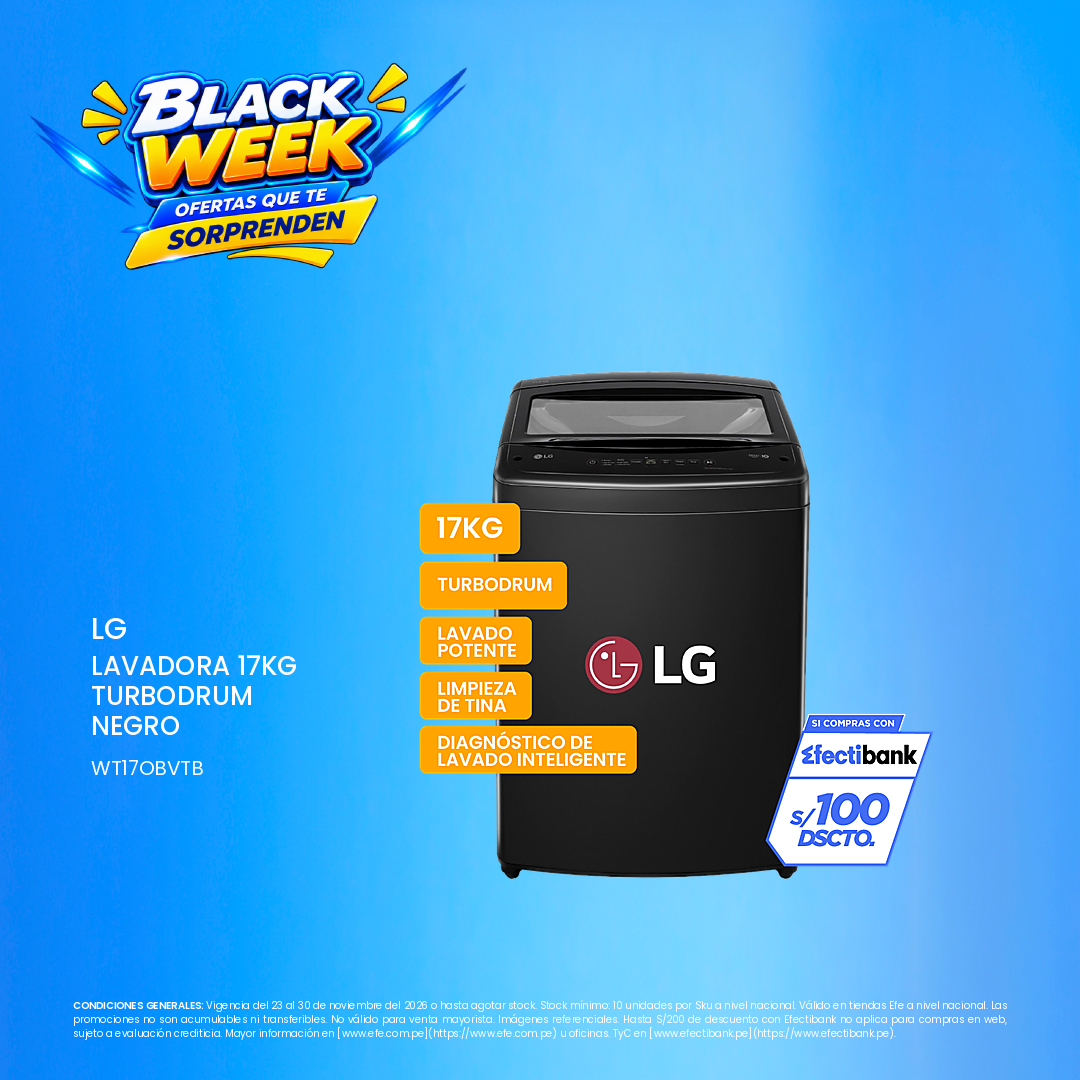 BLACK
WEEK
OFERTAS QUE TE
SORPRENDEN
LG
17KG
TURBODRUM
LAVADO
POTENTE
LIMPIEZA
DE TINA
DIAGNÓSTICO DE
LAVADO INTELIGENTE
LG
LG
LAVADORA 17KG
TURBODRUM
NEGRO
WT17OBVTB
SI COMPRAS CON
Efectibank
S/100
DSCTO.
CONDICIONES GENERALES: Vigencia del 23 al 30 de noviembre del 2026 o hasta agotar stock. Stock mínimo: 10 unidades por Sku a nivel nacional. Válido en tiendas Efe a nivel nacional. Las
promociones no son acumulables ni transferibles. No válido para venta mayorista. Imágenes referenciales. Hasta S/200 de descuento con Efectibank no aplica para compras en web,
sujeto a evaluación crediticia. Mayor información en [www.efe.com.pe](https://www.efe.com.pe) u oficinas. TyC en [www.efectibank.pe](https://www.efectibank.pe).